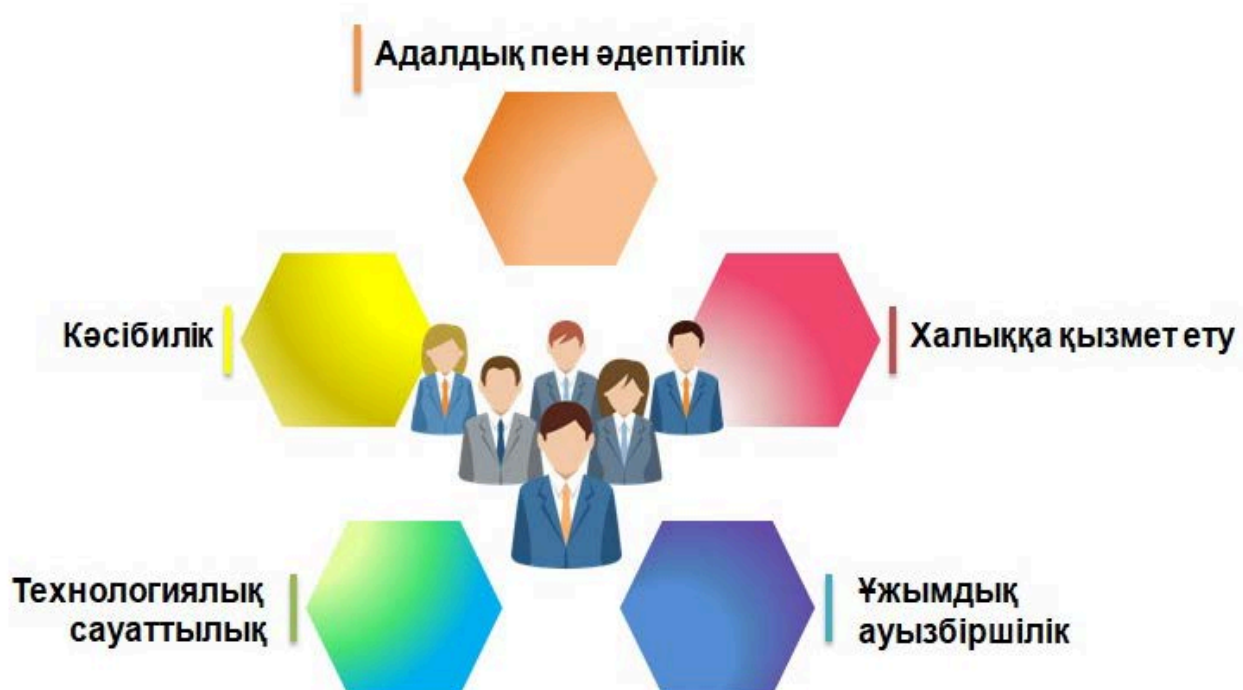 Адалдық пен әдептілік
Кәсібилік
Халыққа қызмет ету
Технологиялық
сауаттылық
Ұжымдық
ауызбіршілік